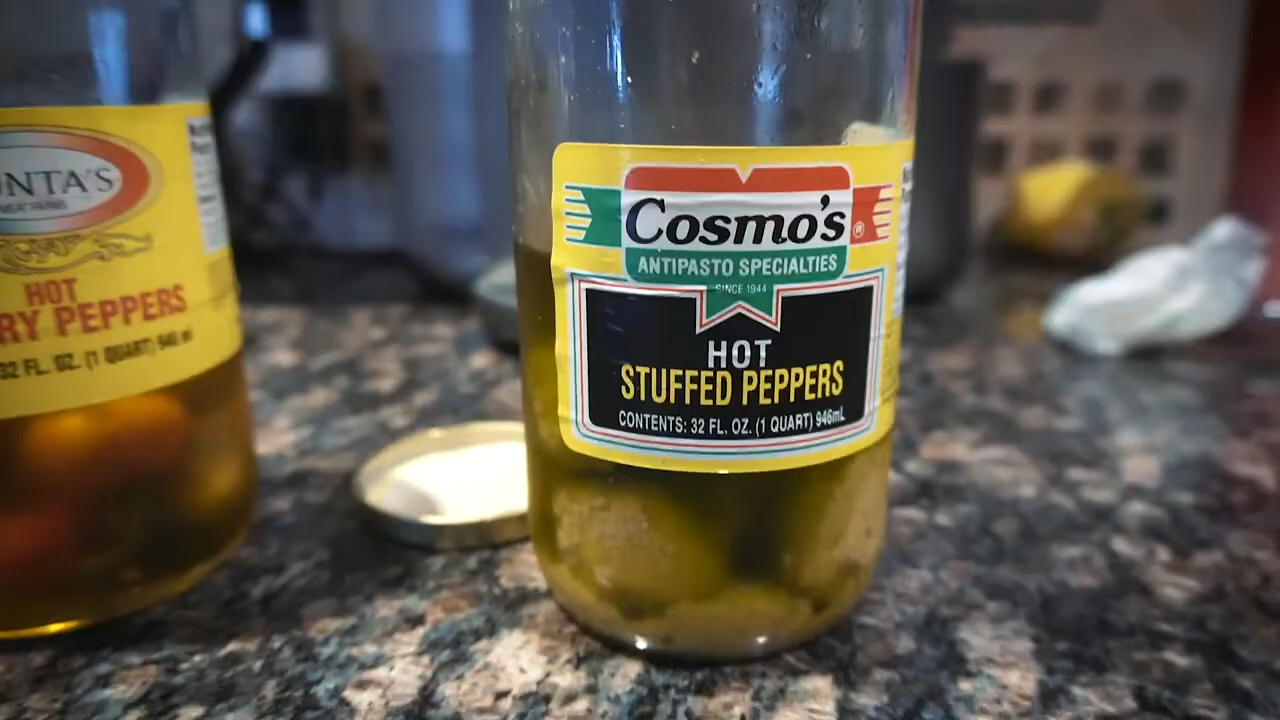 NTA'S
HOT
RY PEPPERS
32 FL. OZ. (1 QUART) 946 ml
Cosmo's®
ANTIPASTO SPECIALTIES
SINCE 1944
HOT
STUFFED PEPPERS
CONTENTS: 32 FL. OZ. (1 QUART) 946mL